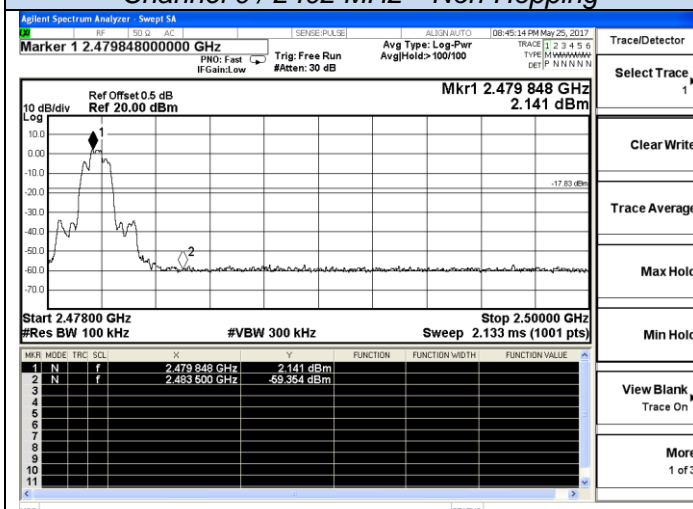 Agilent Spectrum Analyzer - Swept SA
RF 50 Ω AC SENSE:PULSE ALIGN AUTO 08:45:14 PM May 25, 2017
Marker 1 2.479848000000 GHz
PNO: Fast
IFGain:Low
Trig: Free Run
#Atten: 30 dB
Avg Type: Log-Pwr
Avg|Hold:>100/100
TRACE 1 2 3 4 5 6
TYPE M WWWWW
DET P N N N N N
Trace/Detector
Select Trace
1
Clear Write
Trace Average
Max Hold
Min Hold
View Blank
Trace On
More
1 of 3
Ref Offset 0.5 dB
Ref 20.00 dBm
10 dB/div
Log
Mkr1 2.479 848 GHz
2.141 dBm
10.0
0.00
-10.0
-20.0
-30.0
-40.0
-50.0
-60.0
-70.0
1
2
-17.83 dBm
Start 2.47800 GHz
Stop 2.50000 GHz
#Res BW 100 kHz #VBW 300 kHz Sweep 2.133 ms (1001 pts)
MKR MODE TRC SCL X Y FUNCTION FUNCTION WIDTH FUNCTION VALUE
1 N f 2.479 848 GHz 2.141 dBm
2 N f 2.483 500 GHz -59.354 dBm
3
4
5
6
7
8
9
10
11